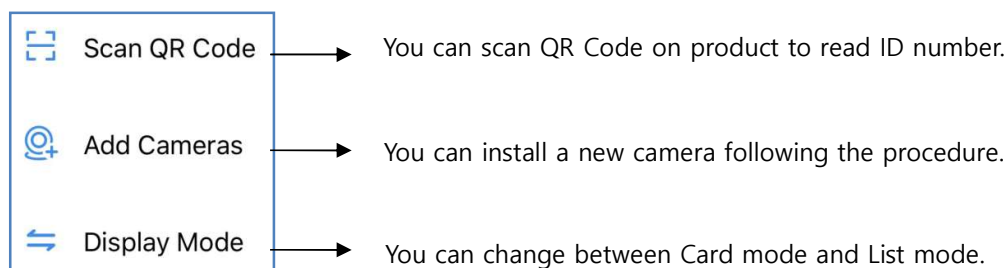 Scan QR Code You can scan QR Code on product to read ID number.
Add Cameras You can install a new camera following the procedure.
Display Mode You can change between Card mode and List mode.